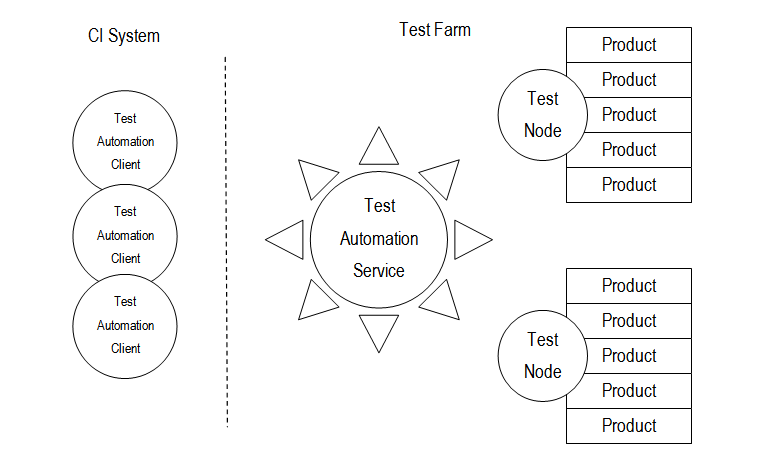 CI System
Test Farm
Test
Automation
Client
Test
Automation
Client
Test
Automation
Client
Test
Automation
Service
Test
Node
Product
Product
Product
Product
Product
Test
Node
Product
Product
Product
Product
Product